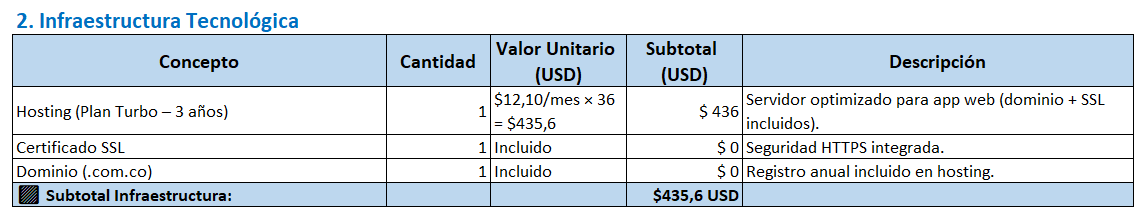 2. Infraestructura Tecnológica
Concepto Cantidad Valor Unitario (USD) Subtotal (USD) Descripción
Hosting (Plan Turbo – 3 años) 1 $12,10/mes × 36 = $435,6 $ 436 Servidor optimizado para app web (dominio + SSL incluidos).
Certificado SSL 1 Incluido $ 0 Seguridad HTTPS integrada.
Dominio (.com.co) 1 Incluido $ 0 Registro anual incluido en hosting.
Subtotal Infraestructura: $435,6 USD